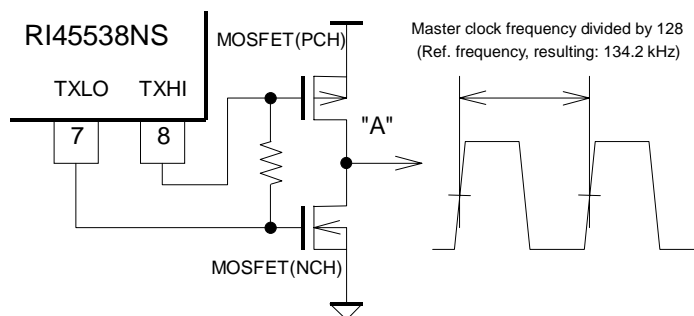 RI45538NS
MOSFET(PCH)
Master clock frequency divided by 128
(Ref. frequency, resulting: 134.2 kHz)
TXLO TXHI
"A"
7 8
MOSFET(NCH)